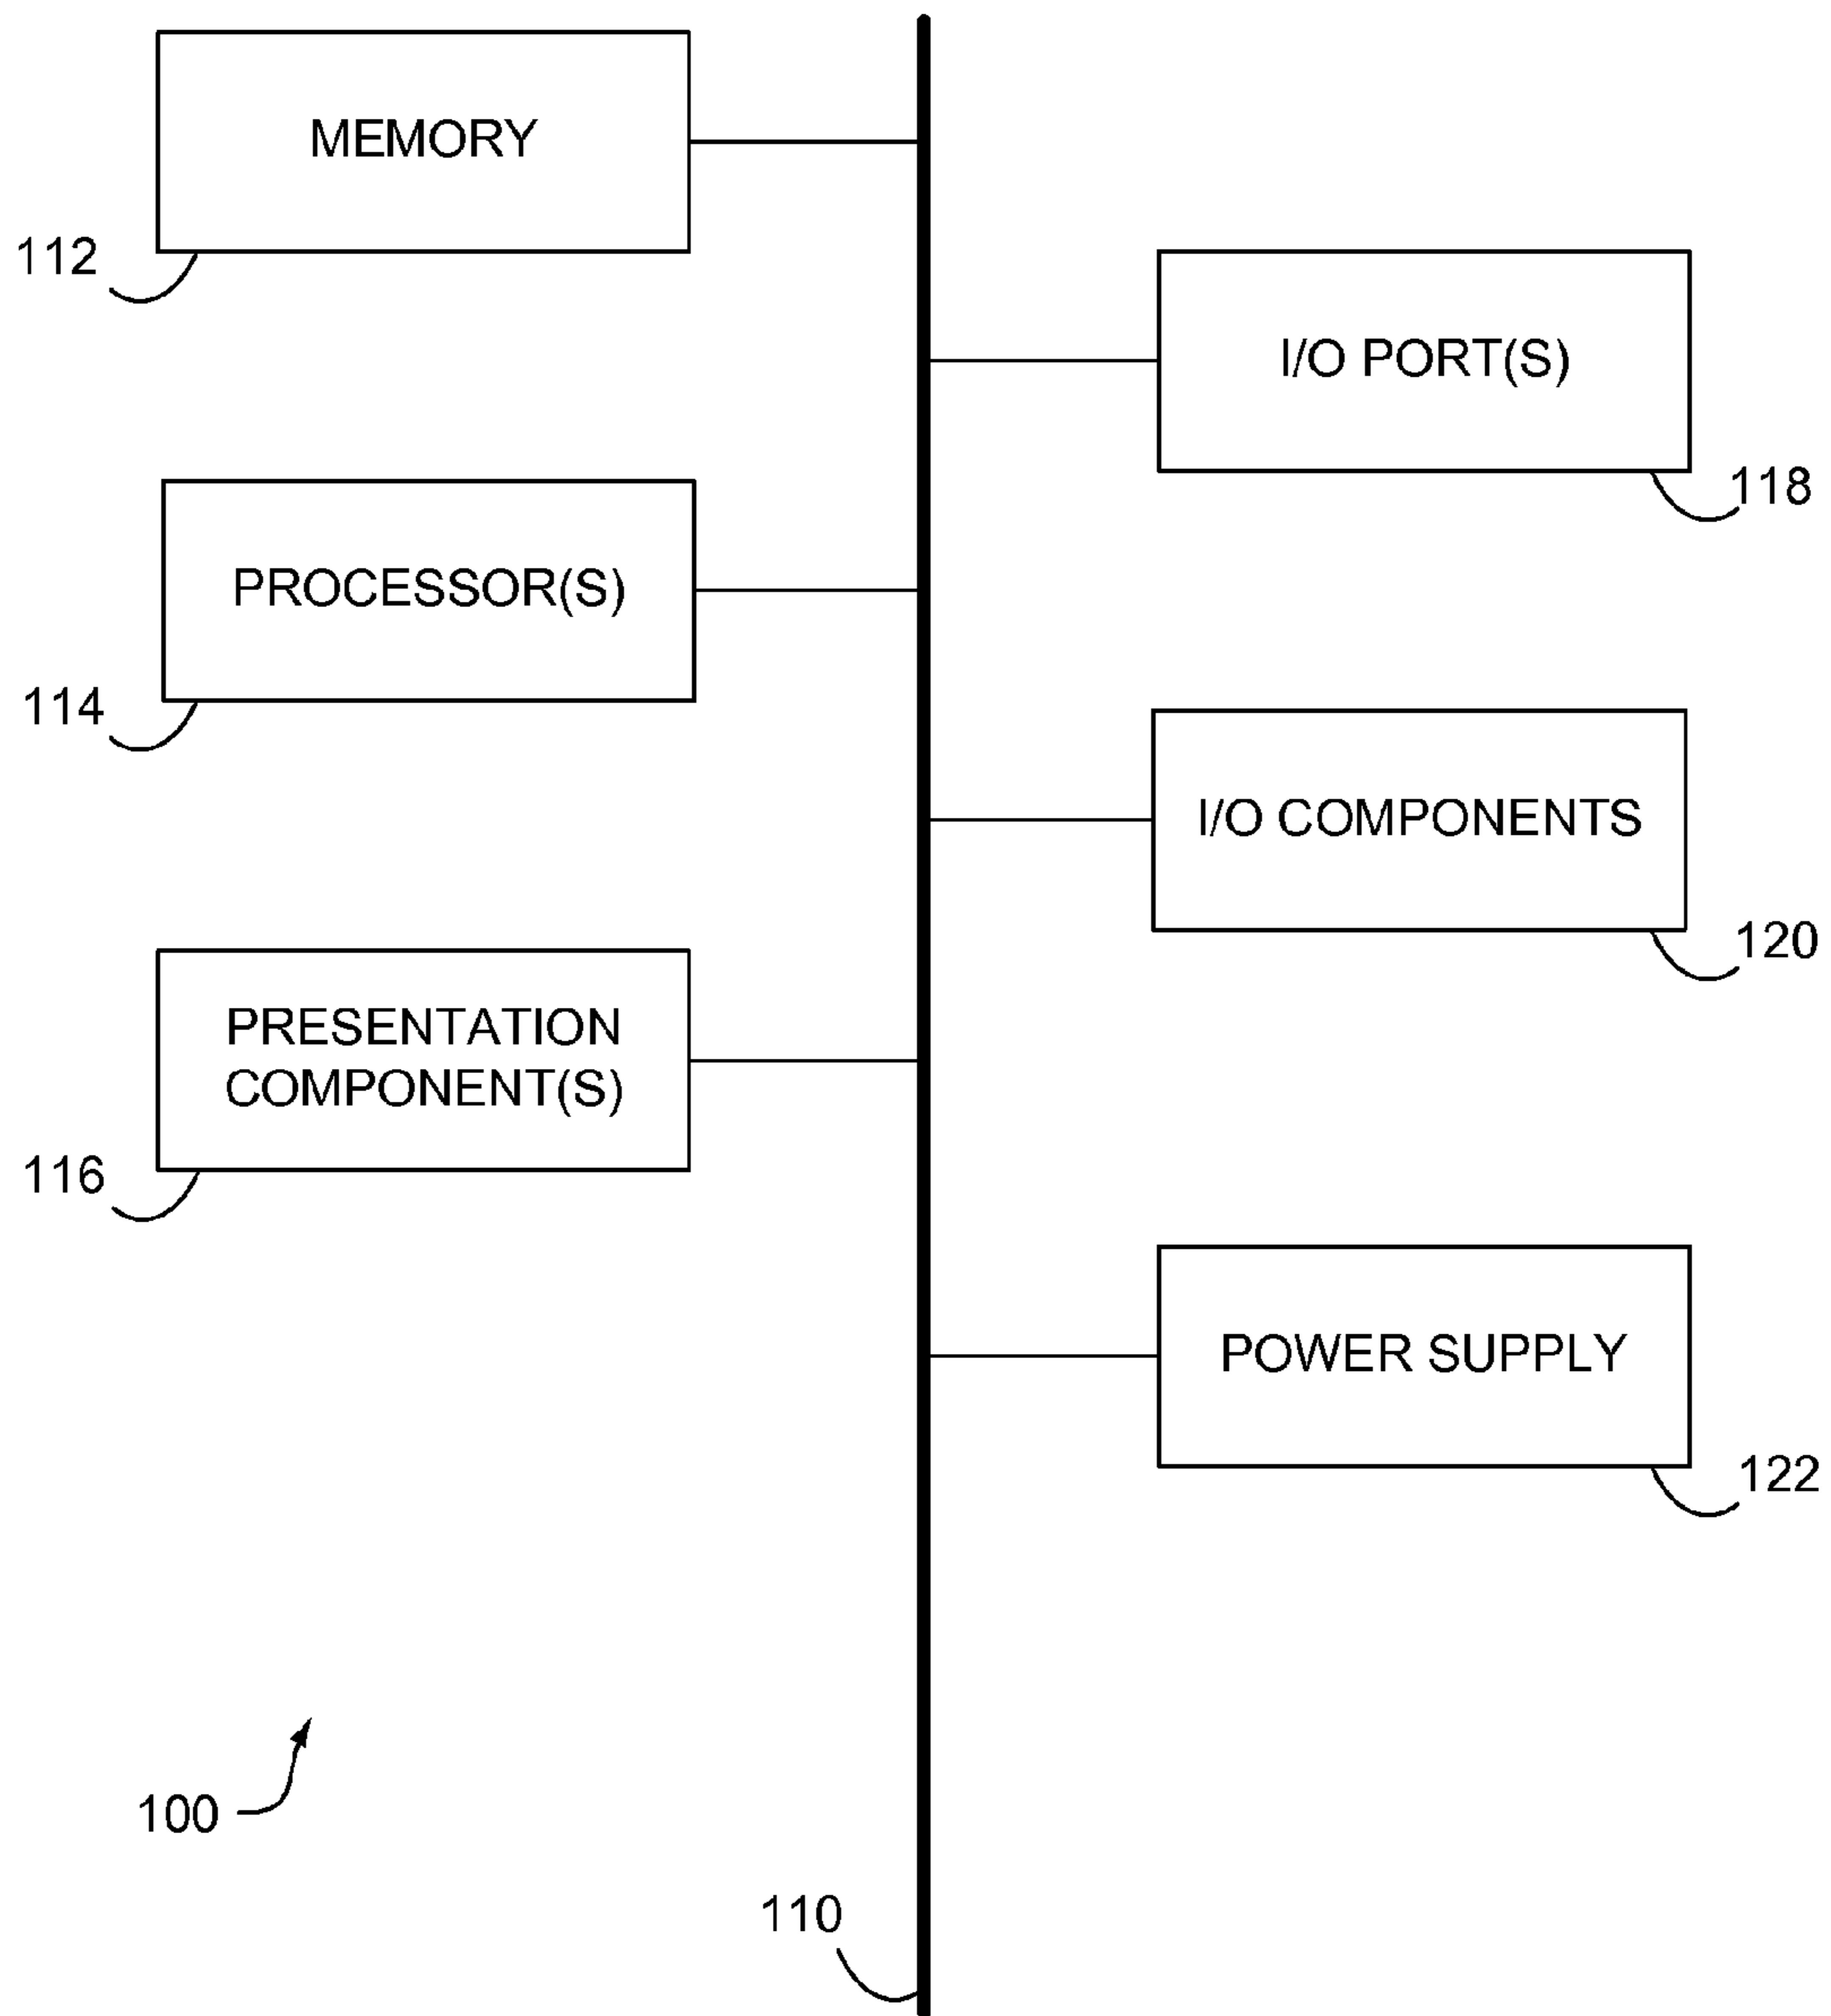 MEMORY
112
I/O PORT(S)
118
PROCESSOR(S)
114
I/O COMPONENTS
120
PRESENTATION
COMPONENT(S)
116
POWER SUPPLY
122
100
110